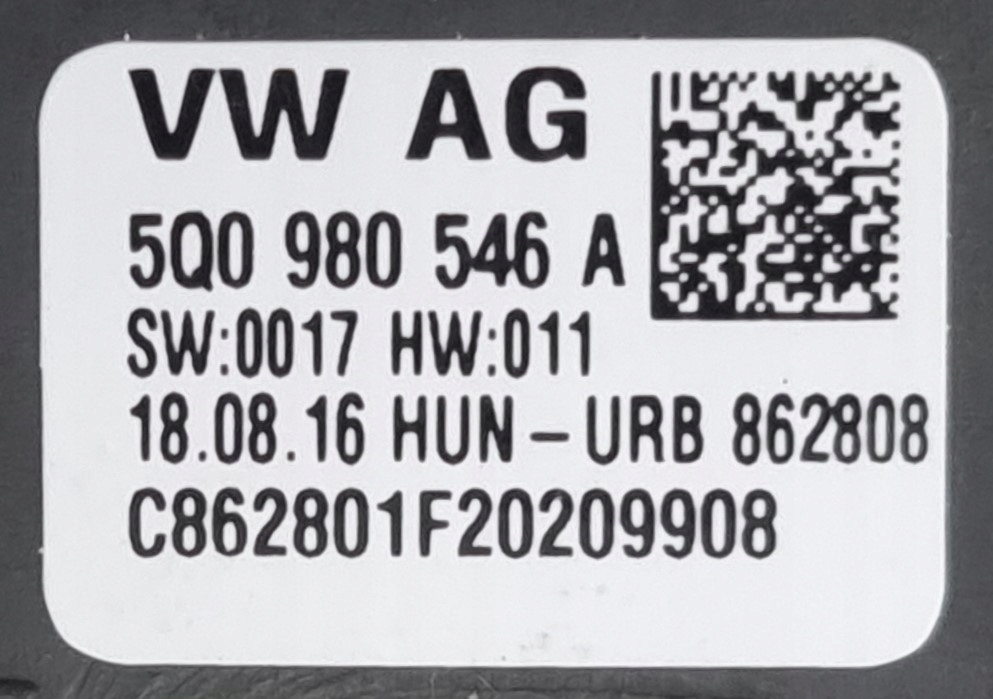 VW AG
5Q0 980 546 A
SW:0017 HW:011
18.08.16 HUN-URB 862808
C862801F20209908